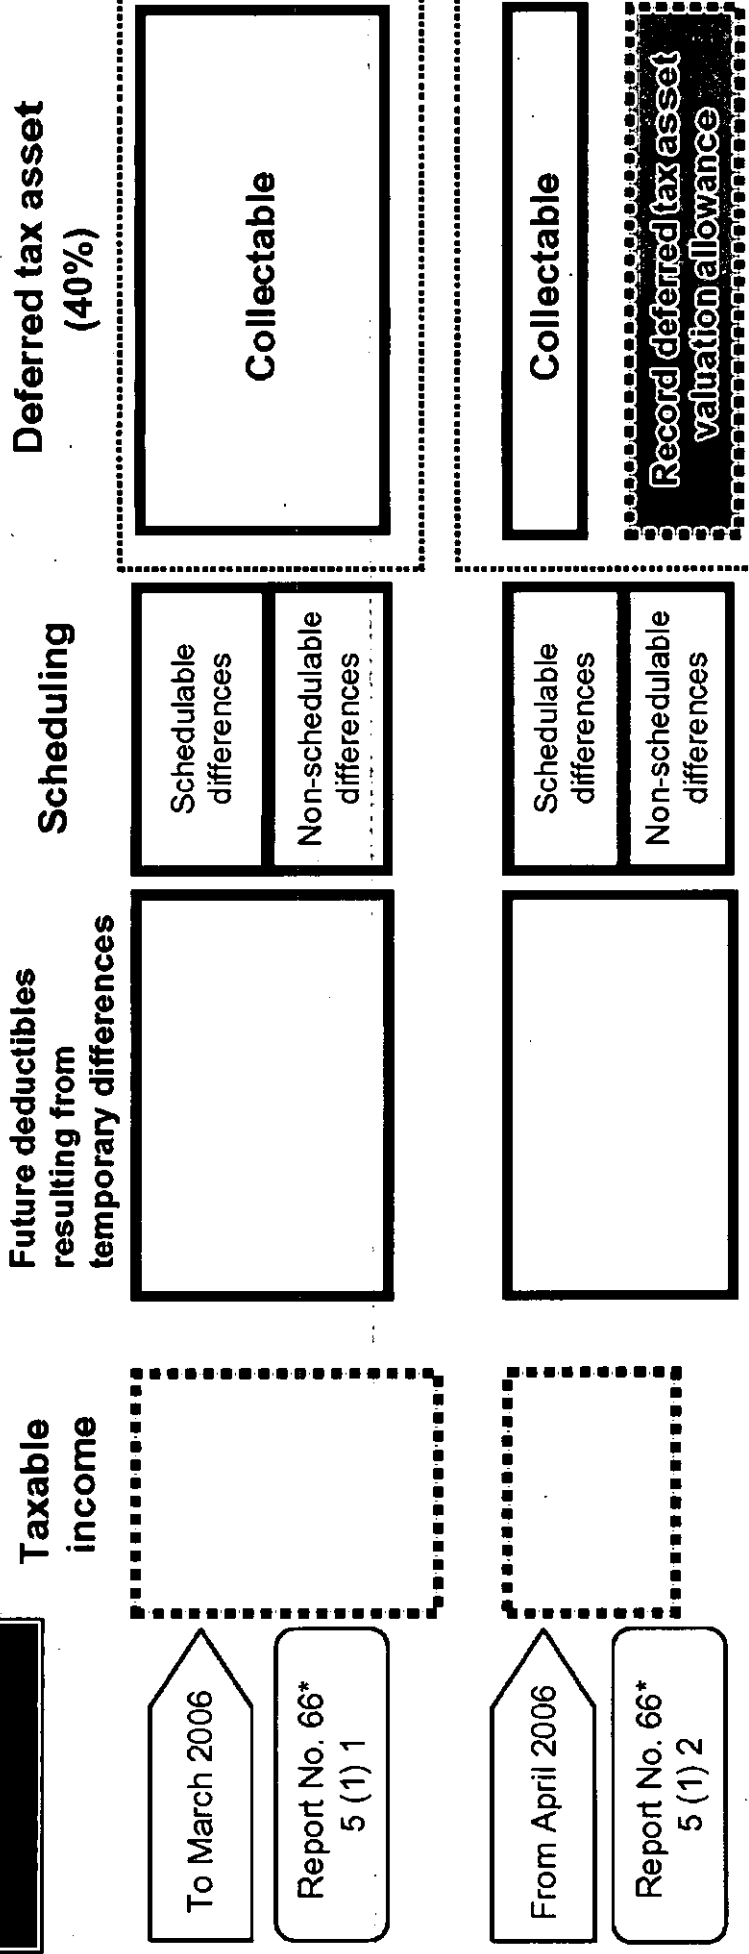 Taxable
income
Future deductibles
resulting from
temporary differences
Scheduling
Deferred tax asset
(40%)
To March 2006
Report No. 66*
5 (1) 1
Schedulable
differences
Non-schedulable
differences
Collectable
From April 2006
Report No. 66*
5 (1) 2
Schedulable
differences
Non-schedulable
differences
Collectable
Record deferred tax asset
valuation allowance